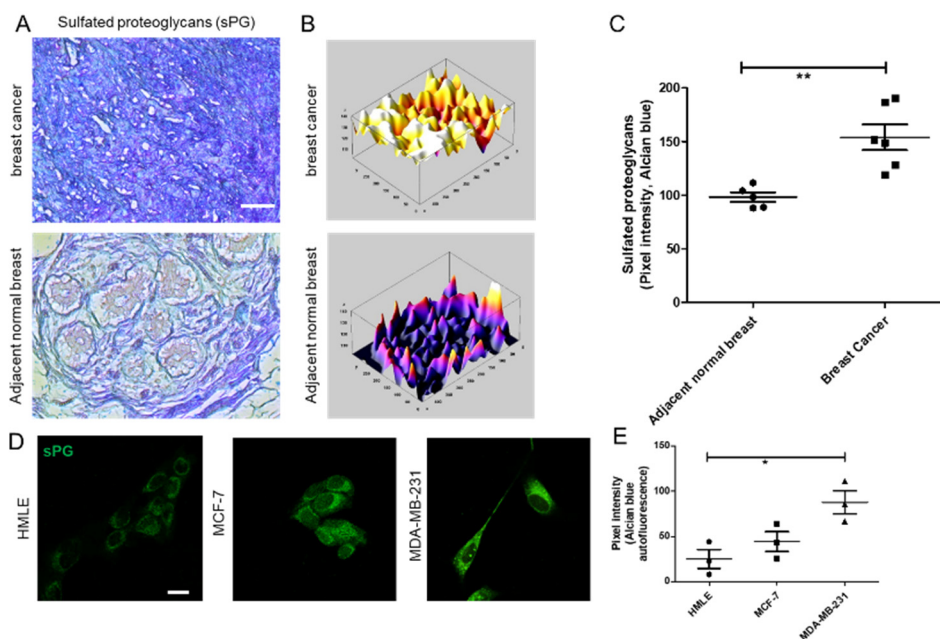 A
Sulfated proteoglycans (sPG)
breast cancer
Adjacent normal breast
B
breast cancer
Adjacent normal breast
C
**
Sulfated proteoglycans
(Pixel intensity, Alcian blue)
200
150
100
50
0
Adjacent normal breast
Breast Cancer
D
sPG
HMLE
MCF-7
MDA-MB-231
E
*
Pixel intensity
(Alcian blue
autofluorescence)
150
100
50
0
HMLE
MCF-7
MDA-MB-231